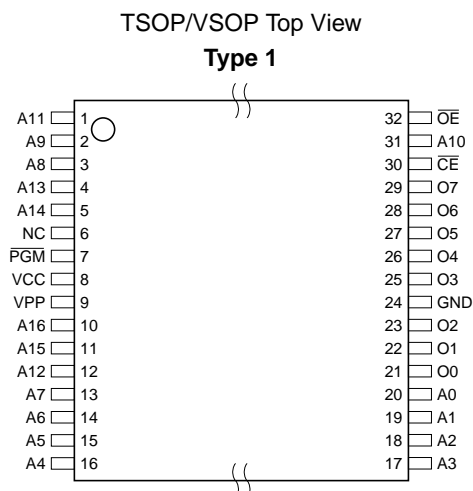 TSOP/VSOP Top View
Type 1
A11 1 32 O̅E̅
A9 2 31 A10
A8 3 30 C̅E̅
A13 4 29 O7
A14 5 28 O6
NC 6 27 O5
P̅G̅M̅ 7 26 O4
VCC 8 25 O3
VPP 9 24 GND
A16 10 23 O2
A15 11 22 O1
A12 12 21 O0
A7 13 20 A0
A6 14 19 A1
A5 15 18 A2
A4 16 17 A3